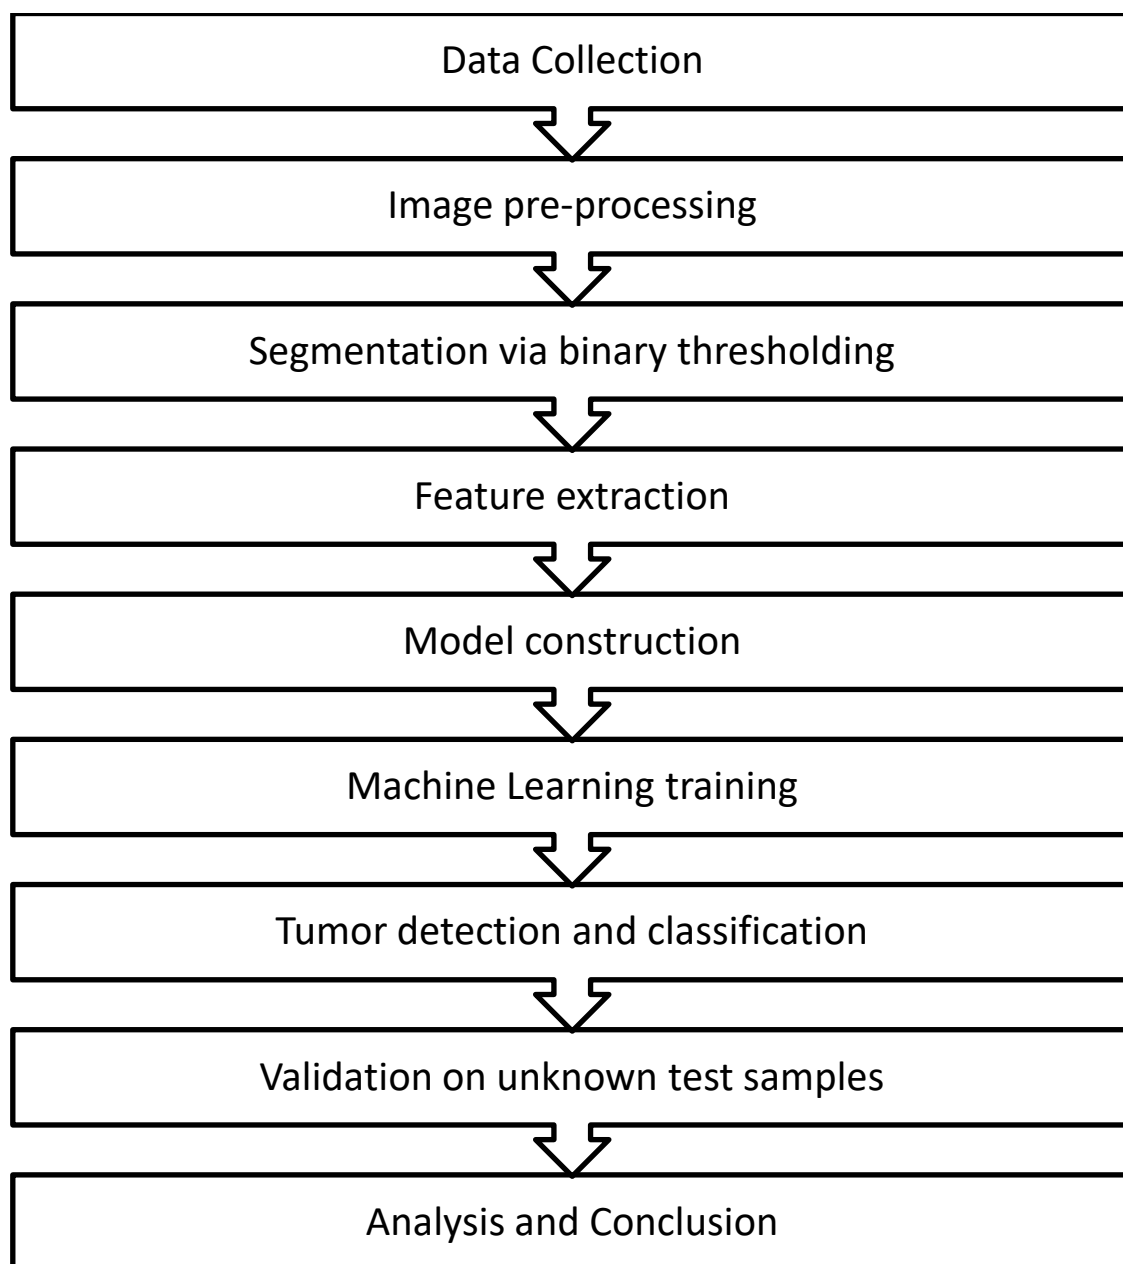 Data Collection
Image pre-processing
Segmentation via binary thresholding
Feature extraction
Model construction
Machine Learning training
Tumor detection and classification
Validation on unknown test samples
Analysis and Conclusion